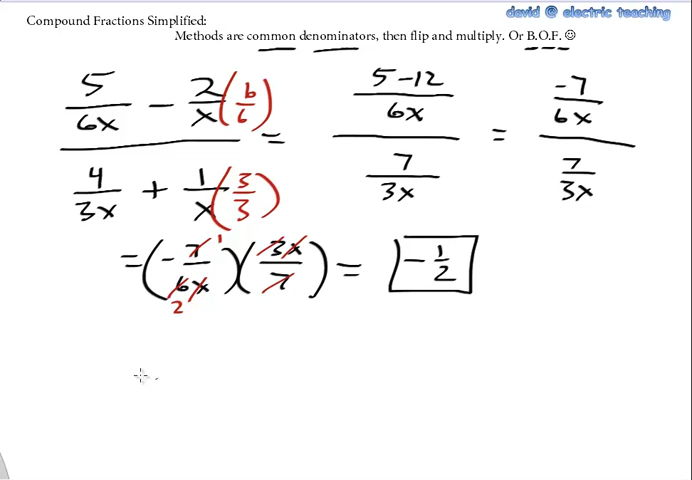 david @ electric teaching
Compound Fractions Simplified:
Methods are common denominators, then flip and multiply. Or B.O.F. ☺
5/6x − 2/x (6/6) = 5−12/6x = −7/6x
4/3x + 1/x (3/3) 7/3x 7/3x
= (− 7/6x 1 2)(3x/7) = − 1/2